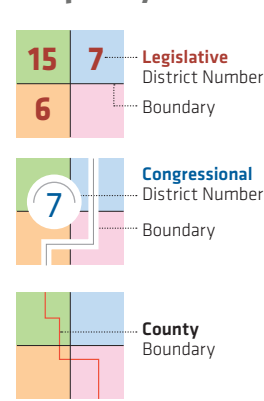 15
7
6
Legislative
District Number
Boundary
7
Congressional
District Number
Boundary
County
Boundary